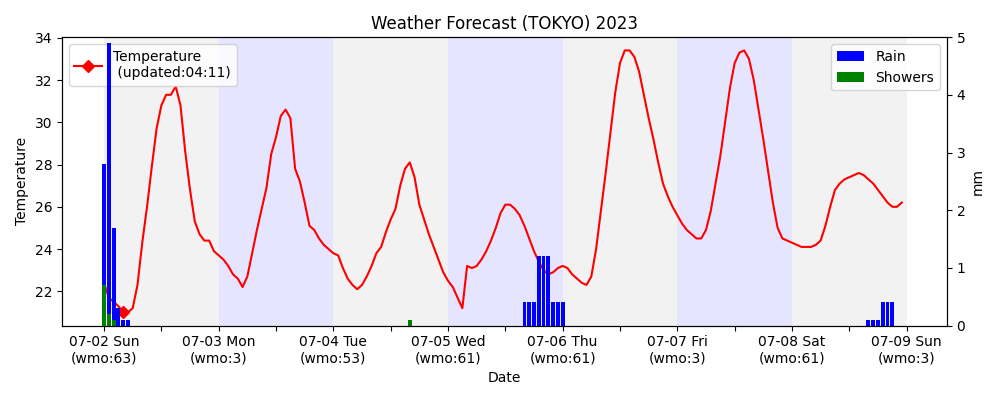 Weather Forecast (TOKYO) 2023
Temperature
(updated:04:11)
Rain
Showers
34
32
30
28
26
24
22
Temperature
5
4
3
2
1
0
mm
07-02 Sun
(wmo:63)
07-03 Mon
(wmo:3)
07-04 Tue
(wmo:53)
07-05 Wed
(wmo:61)
07-06 Thu
(wmo:61)
07-07 Fri
(wmo:3)
07-08 Sat
(wmo:61)
07-09 Sun
(wmo:3)
Date